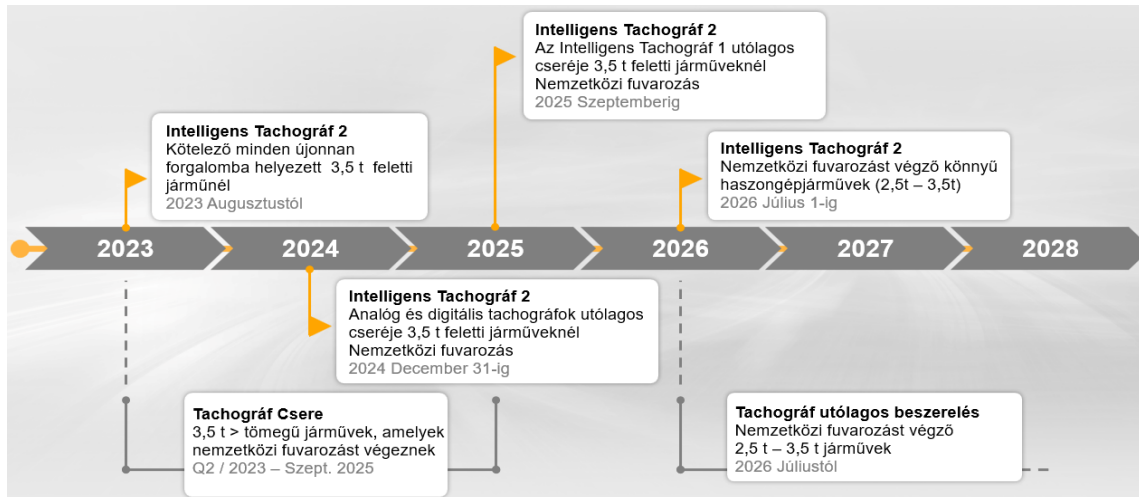 Intelligens Tachográf 2
Az Intelligens Tachográf 1 utólagos
cseréje 3,5 t feletti járműveknél
Nemzetközi fuvarozás
2025 Szeptemberig
Intelligens Tachográf 2
Kötelező minden újonnan
forgalomba helyezett 3,5 t feletti
járműnél
2023 Augusztustól
Intelligens Tachográf 2
Nemzetközi fuvarozást végző könnyű
haszongépjárművek (2,5t – 3,5t)
2026 Július 1-ig
2023 2024 2025 2026 2027 2028
Intelligens Tachográf 2
Analóg és digitális tachográfok utólagos
cseréje 3,5 t feletti járműveknél
Nemzetközi fuvarozás
2024 December 31-ig
Tachográf Csere
3,5 t > tömegű járművek, amelyek
nemzetközi fuvarozást végeznek
Q2 / 2023 – Szept. 2025
Tachográf utólagos beszerelés
Nemzetközi fuvarozást végző
2,5 t – 3,5 t járművek
2026 Júliustól